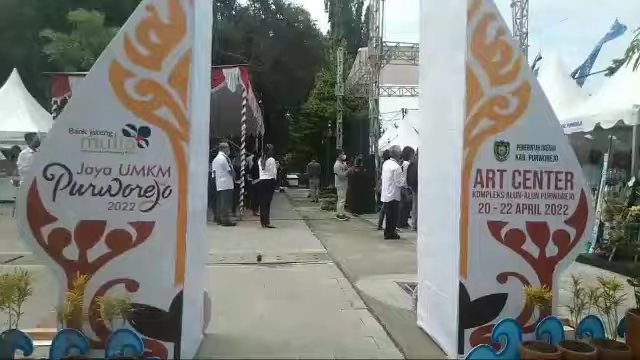 Bank Jateng
mulia
Jaya UMKM
Purworejo
2022
PEMERINTAH DAERAH
KAB. PURWOREJO
ART CENTER
KOMPLEKS ALUN-ALUN PURWOREJO
20 - 22 APRIL 2022